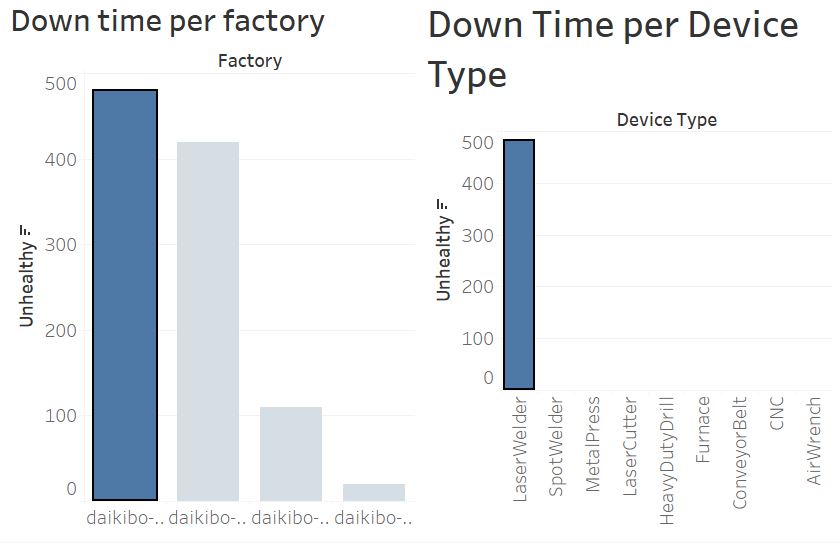 Down time per factory
Factory
500
400
300
200
100
0
Unhealthy
daikibo-.. daikibo-.. daikibo-.. daikibo-..
Down Time per Device
Type
Device Type
500
400
300
200
100
0
Unhealthy
LaserWelder
SpotWelder
MetalPress
LaserCutter
HeavyDutyDrill
Furnace
ConveyorBelt
CNC
AirWrench